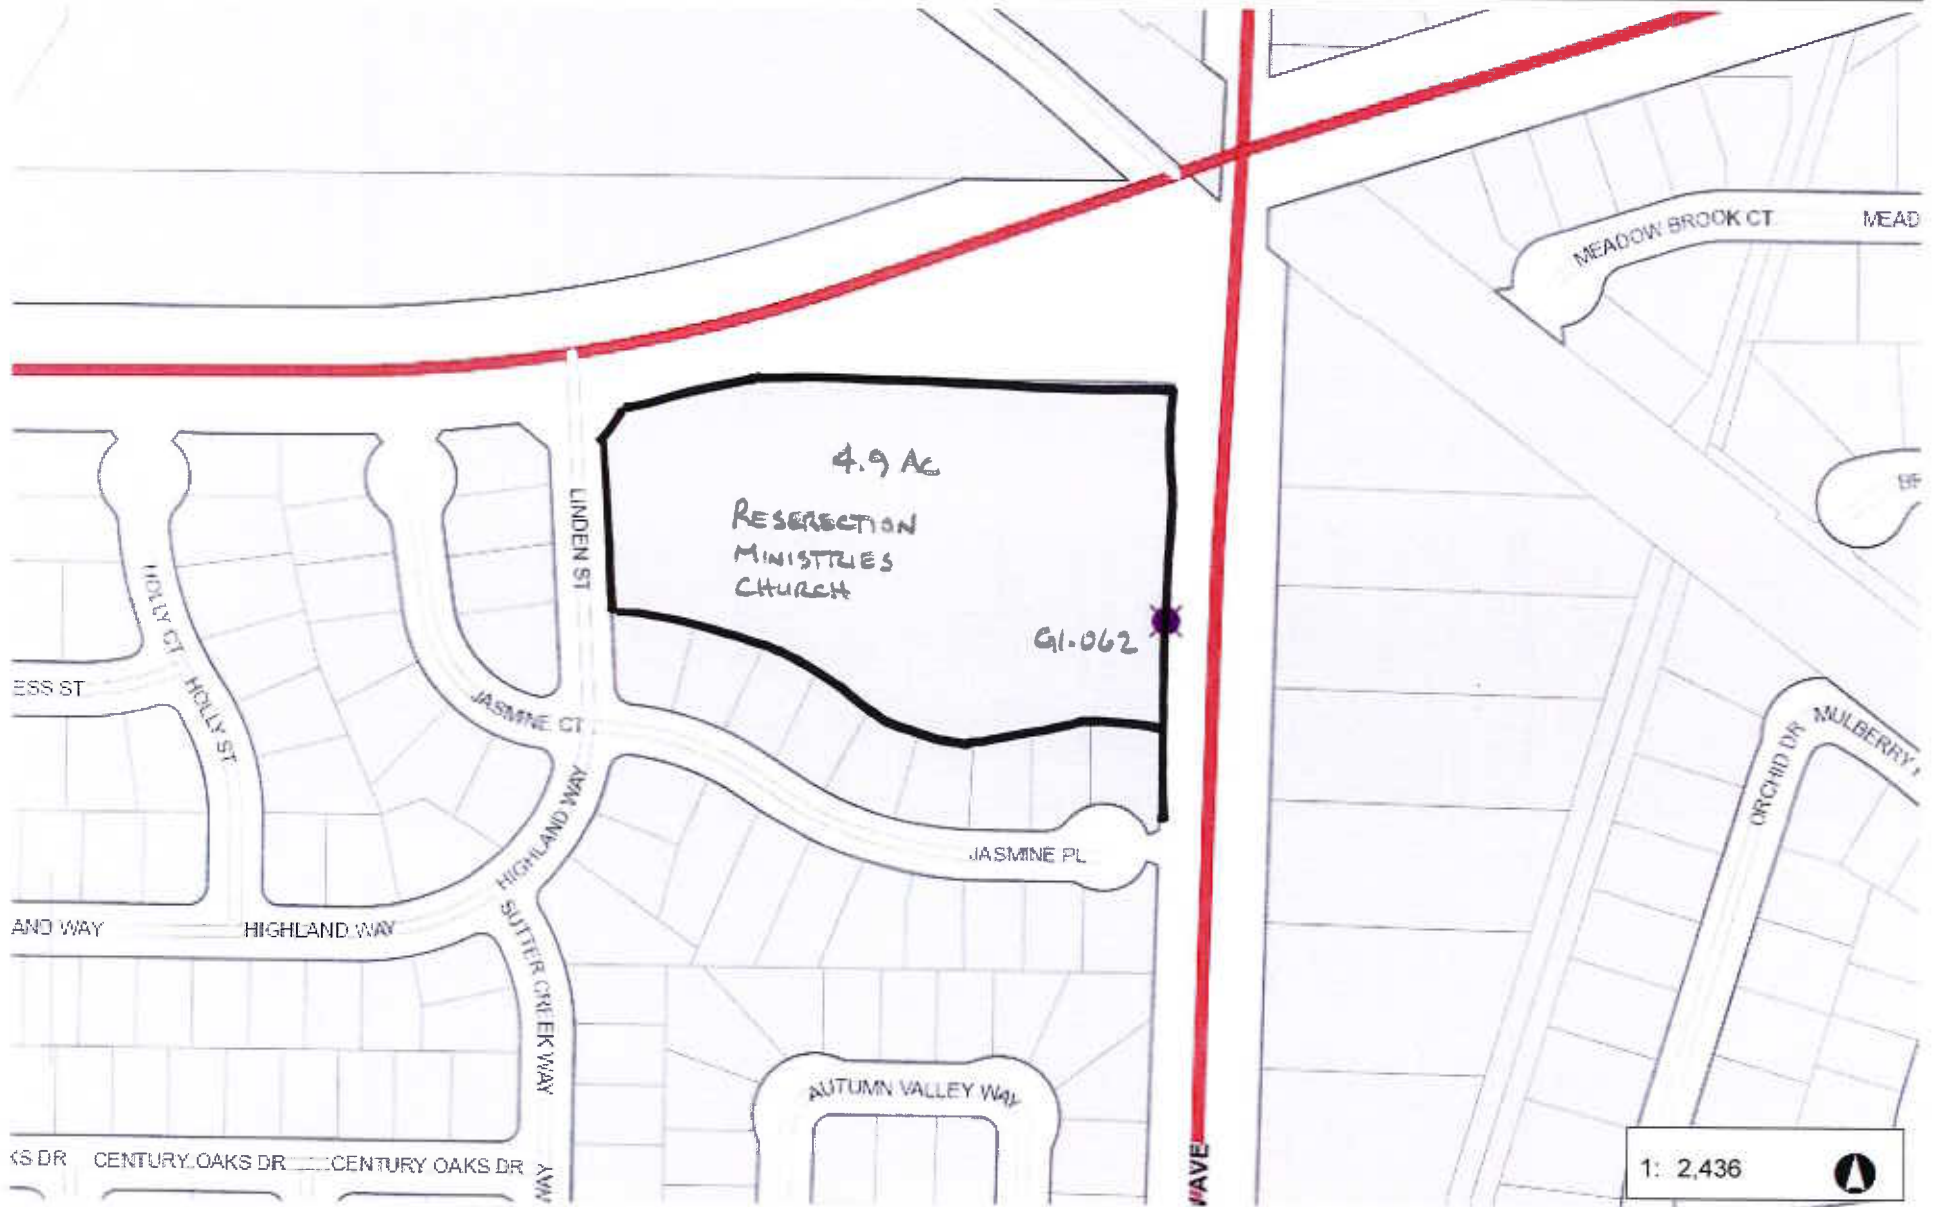 MEADOW BROOK CT
MEAD
4.9 AC
RESERECTION
MINISTRIES
CHURCH
G1.062
LINDEN ST
HOLLY CT
HOLLY ST
ESS ST
JASMINE CT
HIGHLAND WAY
JASMINE PL
ORCHID DR
MULBERRY
AND WAY
HIGHLAND WAY
SUTTER CREEK WAY
AUTUMN VALLEY WAY
KS DR
CENTURY OAKS DR
CENTURY OAKS DR
WAY
AVE
1: 2,436